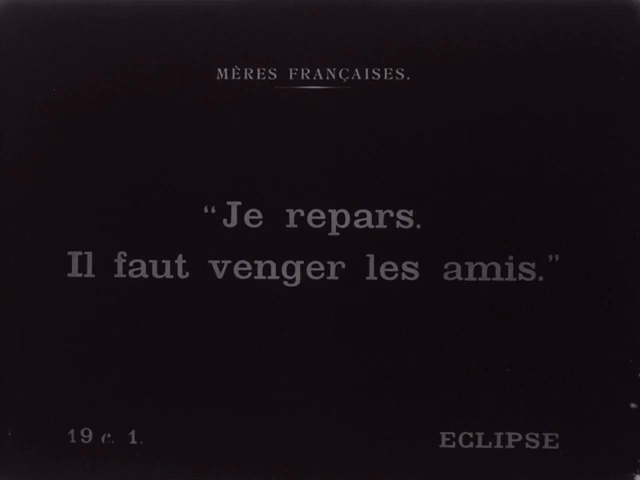 MÈRES FRANÇAISES.
“Je repars.
Il faut venger les amis.”
19 c. 1.
ECLIPSE